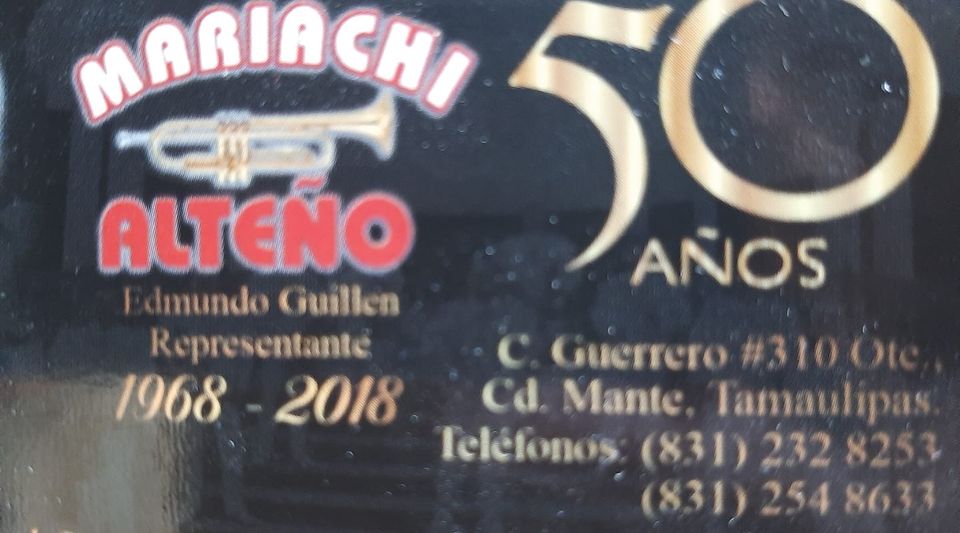 MARIACHI
ALTEÑO
Edmundo Guillen
Representante
1968 - 2018
50
AÑOS
C. Guerrero #310 Ote.,
Cd. Mante, Tamaulipas.
Teléfonos: (831) 232 8253
(831) 254 8633